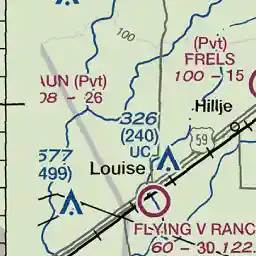 100
(Pvt)
FRELS
100 - 15
AUN (Pvt)
08 - 26
Hillje
326
(240)
UC
59
577
499)
Louise
FLYING V RANC
60 - 30.122.